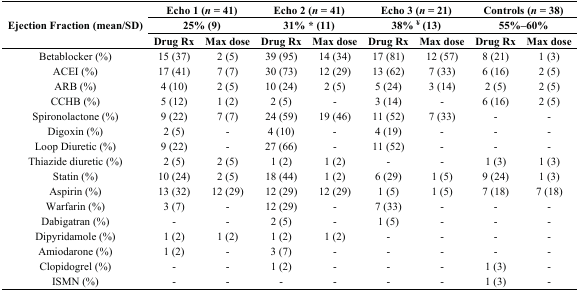 Ejection Fraction (mean/SD) Echo 1 (n = 41) Echo 2 (n = 41) Echo 3 (n = 21) Controls (n = 38)
25% (9) 31% * (11) 38% ¥ (13) 55%–60%
Drug Rx Max dose Drug Rx Max dose Drug Rx Max dose Drug Rx Max dose
Betablocker (%) 15 (37) 2 (5) 39 (95) 14 (34) 17 (81) 12 (57) 8 (21) 1 (3)
ACEI (%) 17 (41) 7 (7) 30 (73) 12 (29) 13 (62) 7 (33) 6 (16) 2 (5)
ARB (%) 4 (10) 2 (5) 10 (24) 2 (5) 5 (24) 3 (14) 2 (5) 2 (5)
CCHB (%) 5 (12) 1 (2) 2 (5) - 3 (14) - 6 (16) 2 (5)
Spironolactone (%) 9 (22) 7 (7) 24 (59) 19 (46) 11 (52) 7 (33) - -
Digoxin (%) 2 (5) - 4 (10) - 4 (19) - - -
Loop Diuretic (%) 9 (22) - 27 (66) - 11 (52) - - -
Thiazide diuretic (%) 2 (5) 2 (5) 1 (2) 1 (2) - - 1 (3) 1 (3)
Statin (%) 10 (24) 2 (5) 18 (44) 1 (2) 6 (29) 1 (5) 9 (24) 1 (3)
Aspirin (%) 13 (32) 12 (29) 12 (29) 12 (29) 1 (5) 1 (5) 7 (18) 7 (18)
Warfarin (%) 3 (7) - 12 (29) - 7 (33) - - -
Dabigatran (%) - - 2 (5) - 1 (5) - - -
Dipyridamole (%) 1 (2) 1 (2) 1 (2) 1 (2) - - - -
Amiodarone (%) 1 (2) - 3 (7) - - - - -
Clopidogrel (%) - - 1 (2) - - - 1 (3) -
ISMN (%) - - - - - - 1 (3) -